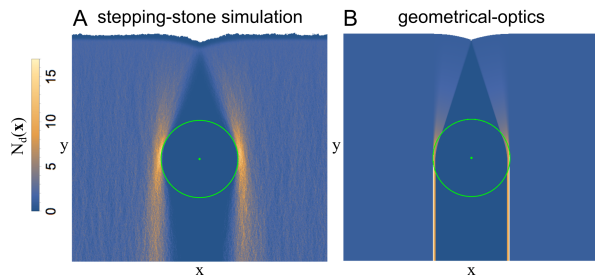 A stepping-stone simulation
B geometrical-optics
N_d(x)
0
5
10
15
y
x
y
x